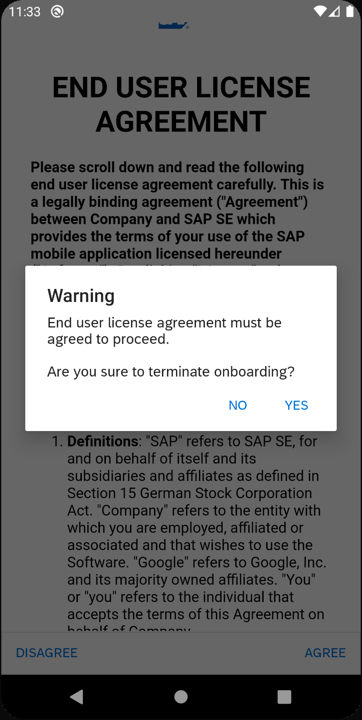 11:33
END USER LICENSE
AGREEMENT
Please scroll down and read the following
end user license agreement carefully. This is
a legally binding agreement ("Agreement")
between Company and SAP SE which
provides the terms of your use of the SAP
mobile application licensed hereunder
Warning
End user license agreement must be
agreed to proceed.
Are you sure to terminate onboarding?
NO YES
1. Definitions: "SAP" refers to SAP SE, for
and on behalf of itself and its
subsidiaries and affiliates as defined in
Section 15 German Stock Corporation
Act. "Company" refers to the entity with
which you are employed, affiliated or
associated and that wishes to use the
Software. "Google" refers to Google, Inc.
and its majority owned affiliates. "You"
or "you" refers to the individual that
accepts the terms of this Agreement on
behalf of Company.
DISAGREE AGREE